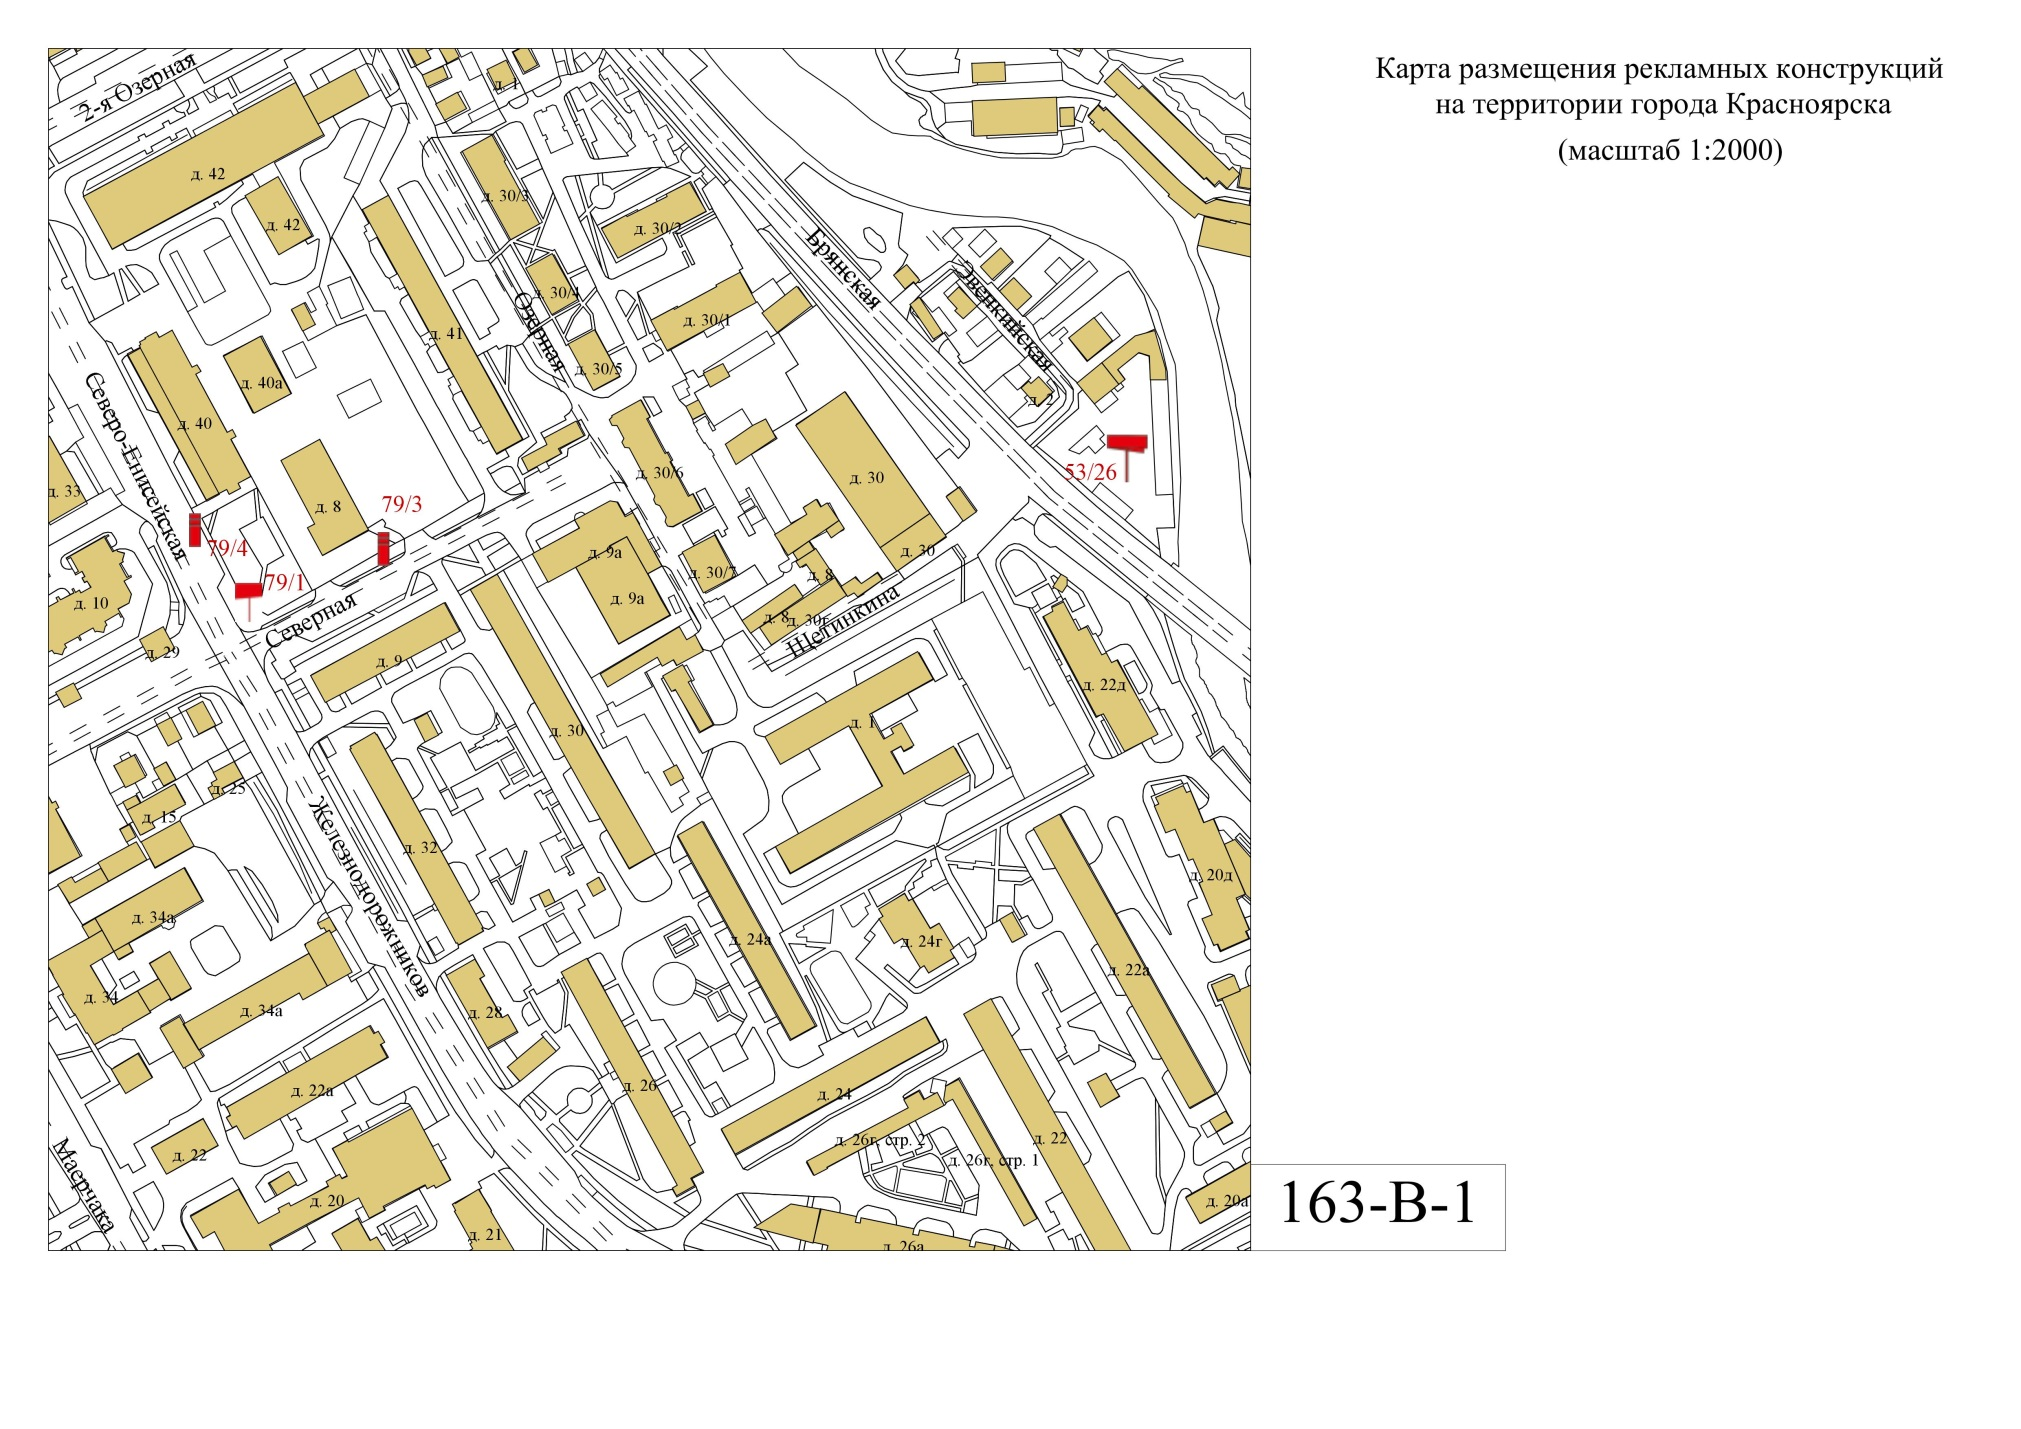 Карта размещения рекламных конструкций
на территории города Красноярска
(масштаб 1:2000)
2-я Озерная
д. 1
д. 42
д. 30/3
д. 42
д. 30/2
Брянская
Эвенкийская
д. 30/4
Озерная
д. 30/1
д. 41
д. 30/5
д. 40а
д. 2
Северо-Енисейская
д. 40
53/26
д. 30/6
д. 30
д. 33
79/3
д. 8
79/4
д. 9а
д. 30
д. 30/7
д. 8
79/1
д. 10
д. 9а
Северная
д. 8
д. 30г
Щетинкина
д. 29
д. 9
д. 22д
д. 1
д. 30
д. 25
д. 15
Железнодорожников
д. 32
д. 20д
д. 34а
д. 24а
д. 24г
д. 22а
д. 34
д. 34а
д. 28
д. 22а
д. 26
д. 24
д. 22
д. 26г, стр. 2
д. 26г, стр. 1
д. 22
Маерчака
д. 20
д. 20а
д. 21
д. 26а
163-В-1